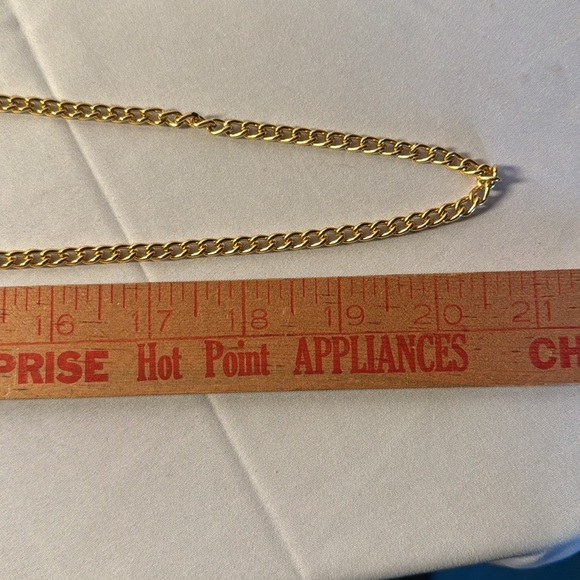 16 17 18 19 20 21
PRISE Hot Point APPLIANCES CH